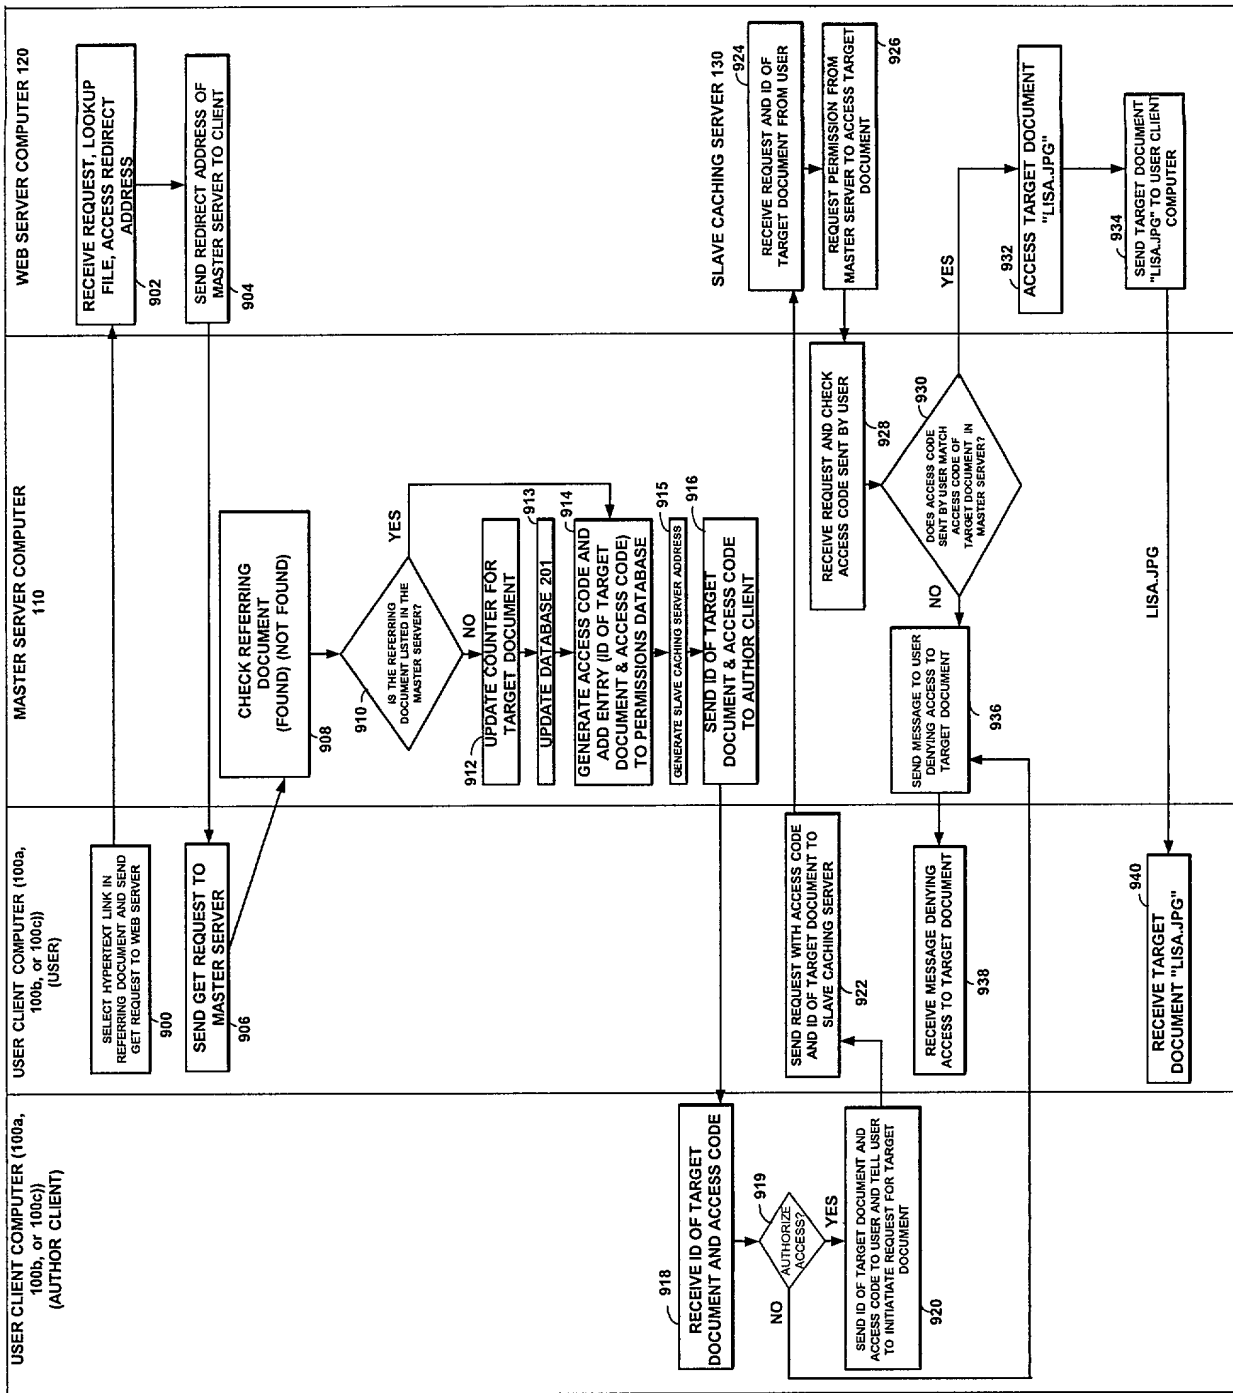 USER CLIENT COMPUTER (100a,
100b, or 100c))
(AUTHOR CLIENT)
USER CLIENT COMPUTER (100a,
100b, or 100c))
(USER)
MASTER SERVER COMPUTER
110
WEB SERVER COMPUTER 120
SELECT HYPERTEXT LINK IN
REFERRING DOCUMENT AND SEND
GET REQUEST TO WEB SERVER
900
RECEIVE REQUEST, LOOKUP
FILE, ACCESS REDIRECT
ADDRESS
902
SEND REDIRECT ADDRESS OF
MASTER SERVER TO CLIENT
904
SEND GET REQUEST TO
MASTER SERVER
906
CHECK REFERRING
DOCUMENT
(FOUND) (NOT FOUND)
908
IS THE REFERRING
DOCUMENT LISTED IN THE
MASTER SERVER?
910
YES
NO
UPDATE COUNTER FOR
TARGET DOCUMENT
912
UPDATE DATABASE 201
913
GENERATE ACCESS CODE AND
ADD ENTRY (ID OF TARGET
DOCUMENT & ACCESS CODE)
TO PERMISSIONS DATABASE
914
GENERATE SLAVE CACHING SERVER ADDRESS
915
SEND ID OF TARGET
DOCUMENT & ACCESS CODE
TO AUTHOR CLIENT
916
RECEIVE ID OF TARGET
DOCUMENT AND ACCESS CODE
918
AUTHORIZE
ACCESS?
919
NO
YES
SEND ID OF TARGET DOCUMENT AND
ACCESS CODE TO USER AND TELL USER
TO INITIATIATE REQUEST FOR TARGET
DOCUMENT
920
SEND REQUEST WITH ACCESS CODE
AND ID OF TARGET DOCUMENT TO
SLAVE CACHING SERVER
922
SLAVE CACHING SERVER 130
924
RECEIVE REQUEST AND ID OF
TARGET DOCUMENT FROM USER
REQUEST PERMISSION FROM
MASTER SERVER TO ACCESS TARGET
DOCUMENT
926
RECEIVE REQUEST AND CHECK
ACCESS CODE SENT BY USER
928
DOES ACCESS CODE
SENT BY USER MATCH
ACCESS CODE OF
TARGET DOCUMENT IN
MASTER SERVER?
930
NO
YES
ACCESS TARGET DOCUMENT
"LISA.JPG"
932
SEND TARGET DOCUMENT
"LISA.JPG" TO USER CLIENT
COMPUTER
934
SEND MESSAGE TO USER
DENYING ACCESS TO
TARGET DOCUMENT
936
RECEIVE MESSAGE DENYING
ACCESS TO TARGET DOCUMENT
938
LISA.JPG
RECEIVE TARGET
DOCUMENT "LISA.JPG"
940